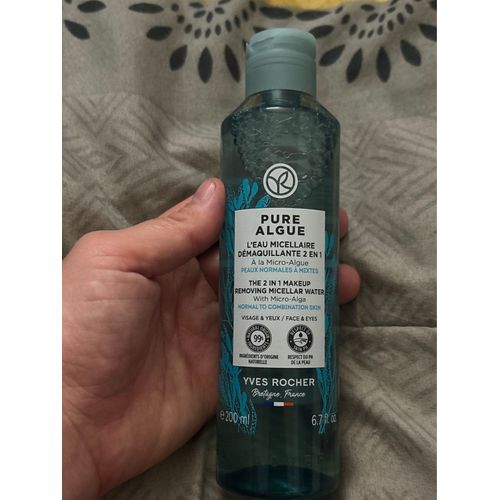 YR
PURE
ALGUE
L'EAU MICELLAIRE
DÉMAQUILLANTE 2 EN 1
À la Micro-Algue
PEAUX NORMALES À MIXTES
THE 2 IN 1 MAKEUP
REMOVING MICELLAR WATER
With Micro-Alga
NORMAL TO COMBINATION SKIN
VISAGE & YEUX / FACE & EYES
99%
INGRÉDIENTS D'ORIGINE
NATURELLE
RESPECT DU PH
DE LA PEAU
YVES ROCHER
Bretagne, France
e 200 ml
6.7 fl. oz.